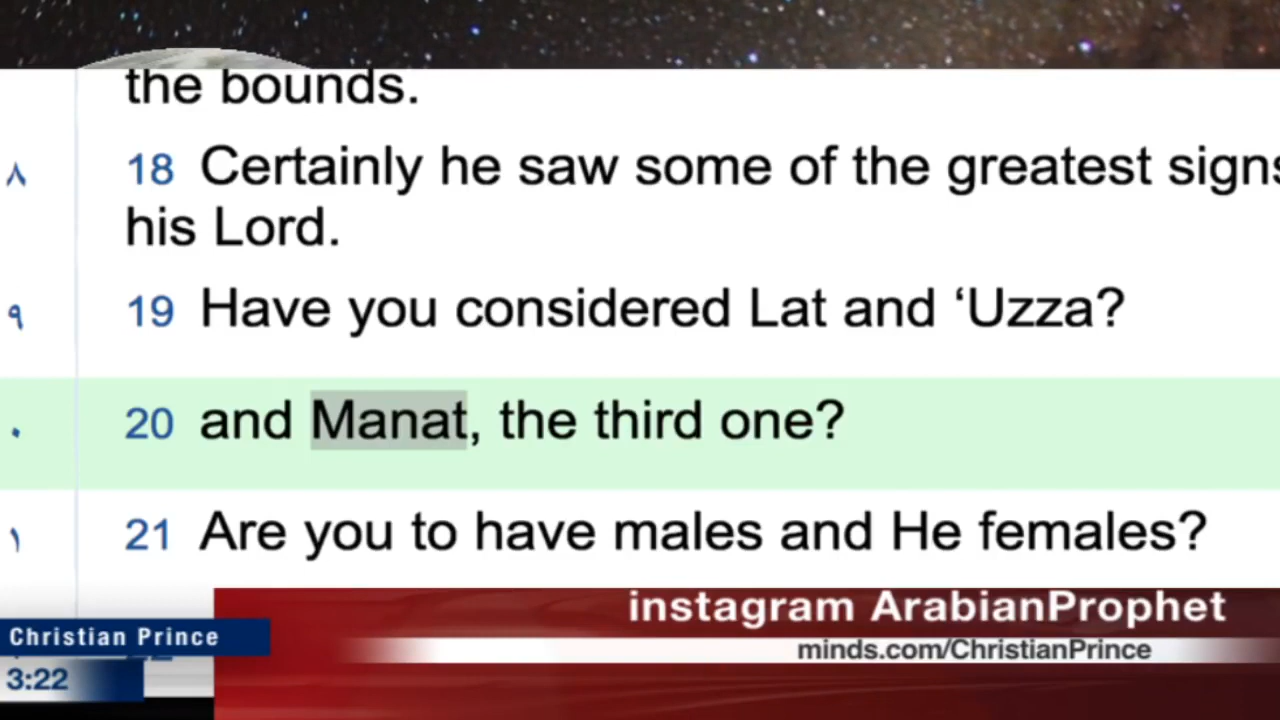 the bounds.
٨ 18 Certainly he saw some of the greatest signs
his Lord.
٩ 19 Have you considered Lat and ‘Uzza?
٠ 20 and Manat, the third one?
١ 21 Are you to have males and He females?
instagram ArabianProphet
Christian Prince
minds.com/ChristianPrince
3:22